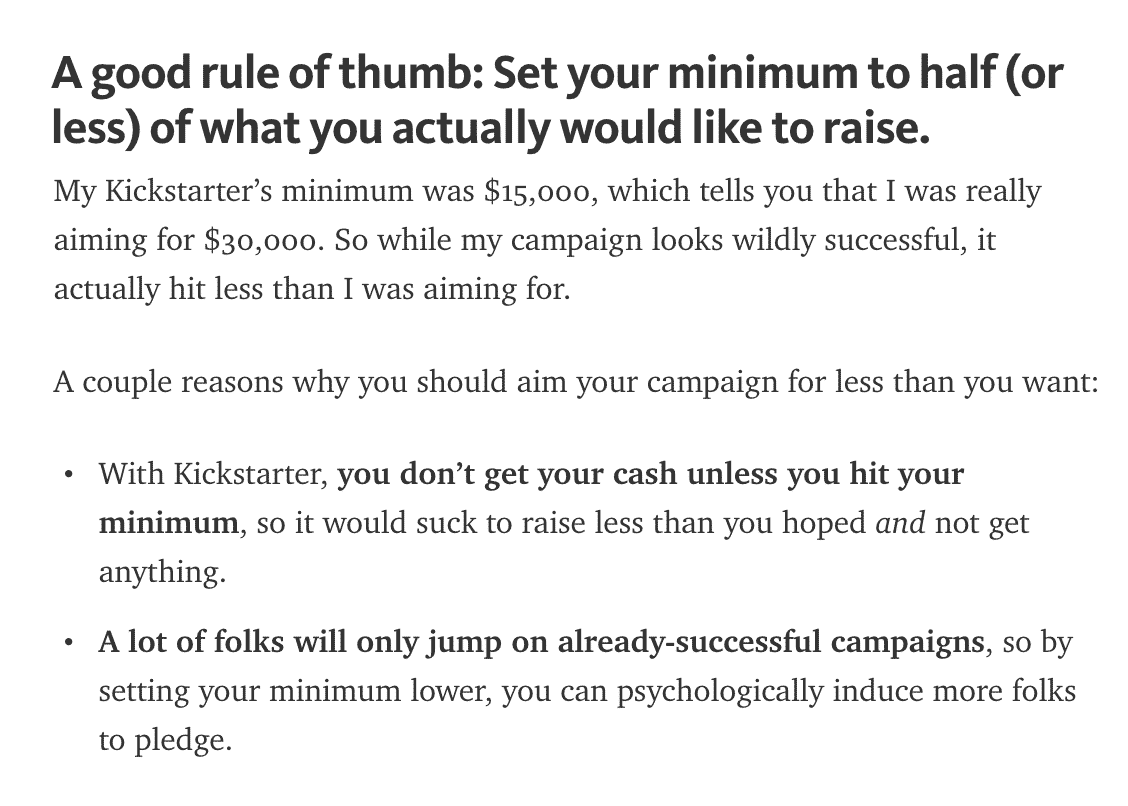 A good rule of thumb: Set your minimum to half (or
less) of what you actually would like to raise.
My Kickstarter’s minimum was $15,000, which tells you that I was really
aiming for $30,000. So while my campaign looks wildly successful, it
actually hit less than I was aiming for.
A couple reasons why you should aim your campaign for less than you want:
• With Kickstarter, you don’t get your cash unless you hit your
minimum, so it would suck to raise less than you hoped and not get
anything.
• A lot of folks will only jump on already-successful campaigns, so by
setting your minimum lower, you can psychologically induce more folks
to pledge.